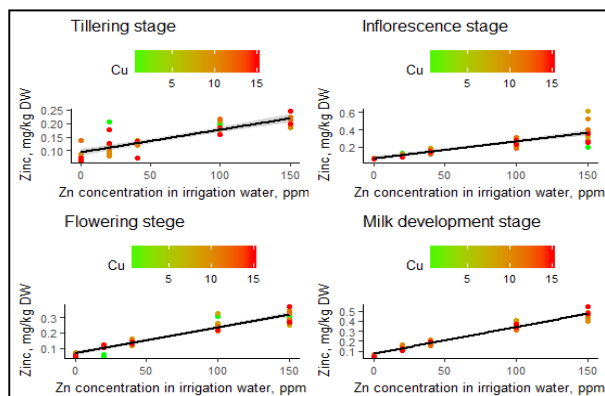 Tillering stage
Cu
5 10 15
Zinc, mg/kg DW
0.25
0.20
0.15
0.10
0 50 100 150
Zn concentration in irrigation water, ppm
Inflorescence stage
Cu
5 10 15
Zinc, mg/kg DW
0.6
0.4
0.2
0 50 100 150
Zn concentration in irrigation water, ppm
Flowering stege
Cu
5 10 15
Zinc, mg/kg DW
0.3
0.2
0.1
0 50 100 150
Zn concentration in irrigation water, ppm
Milk development stage
Cu
5 10 15
Zinc, mg/kg DW
0.5
0.4
0.3
0.2
0.1
0 50 100 150
Zn concentration in irrigation water, ppm